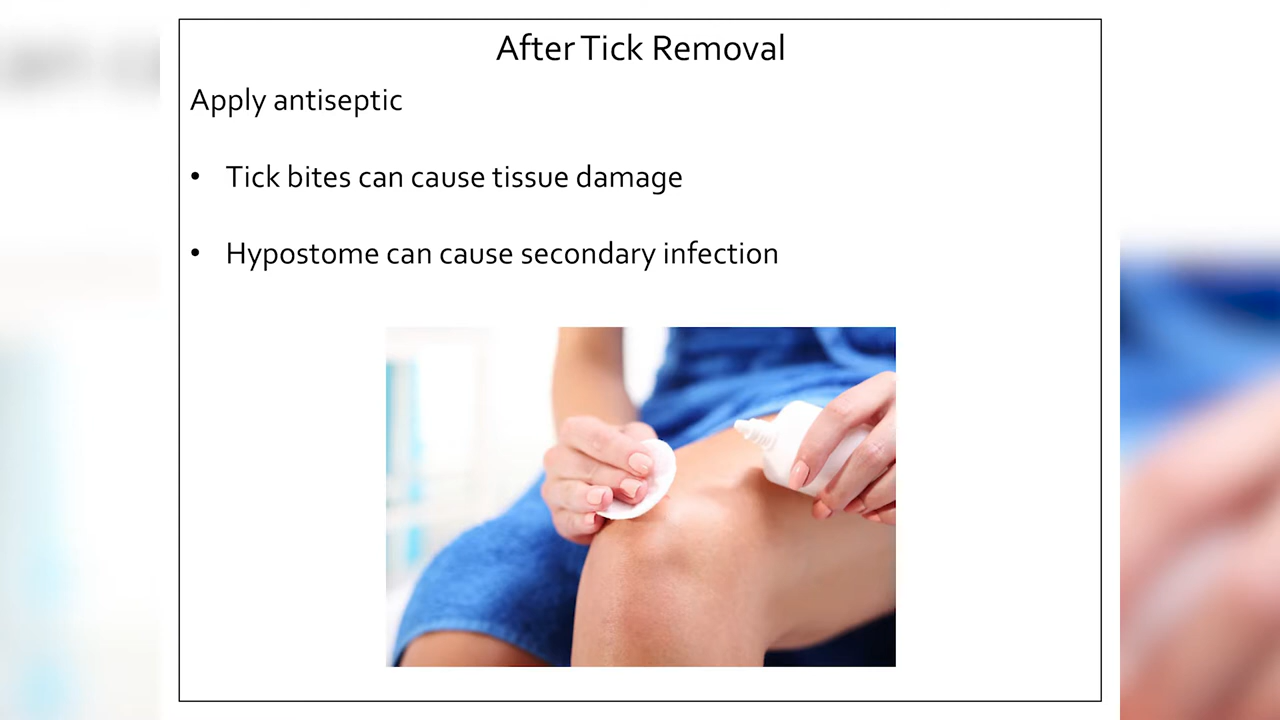 After Tick Removal
Apply antiseptic
• Tick bites can cause tissue damage
• Hypostome can cause secondary infection